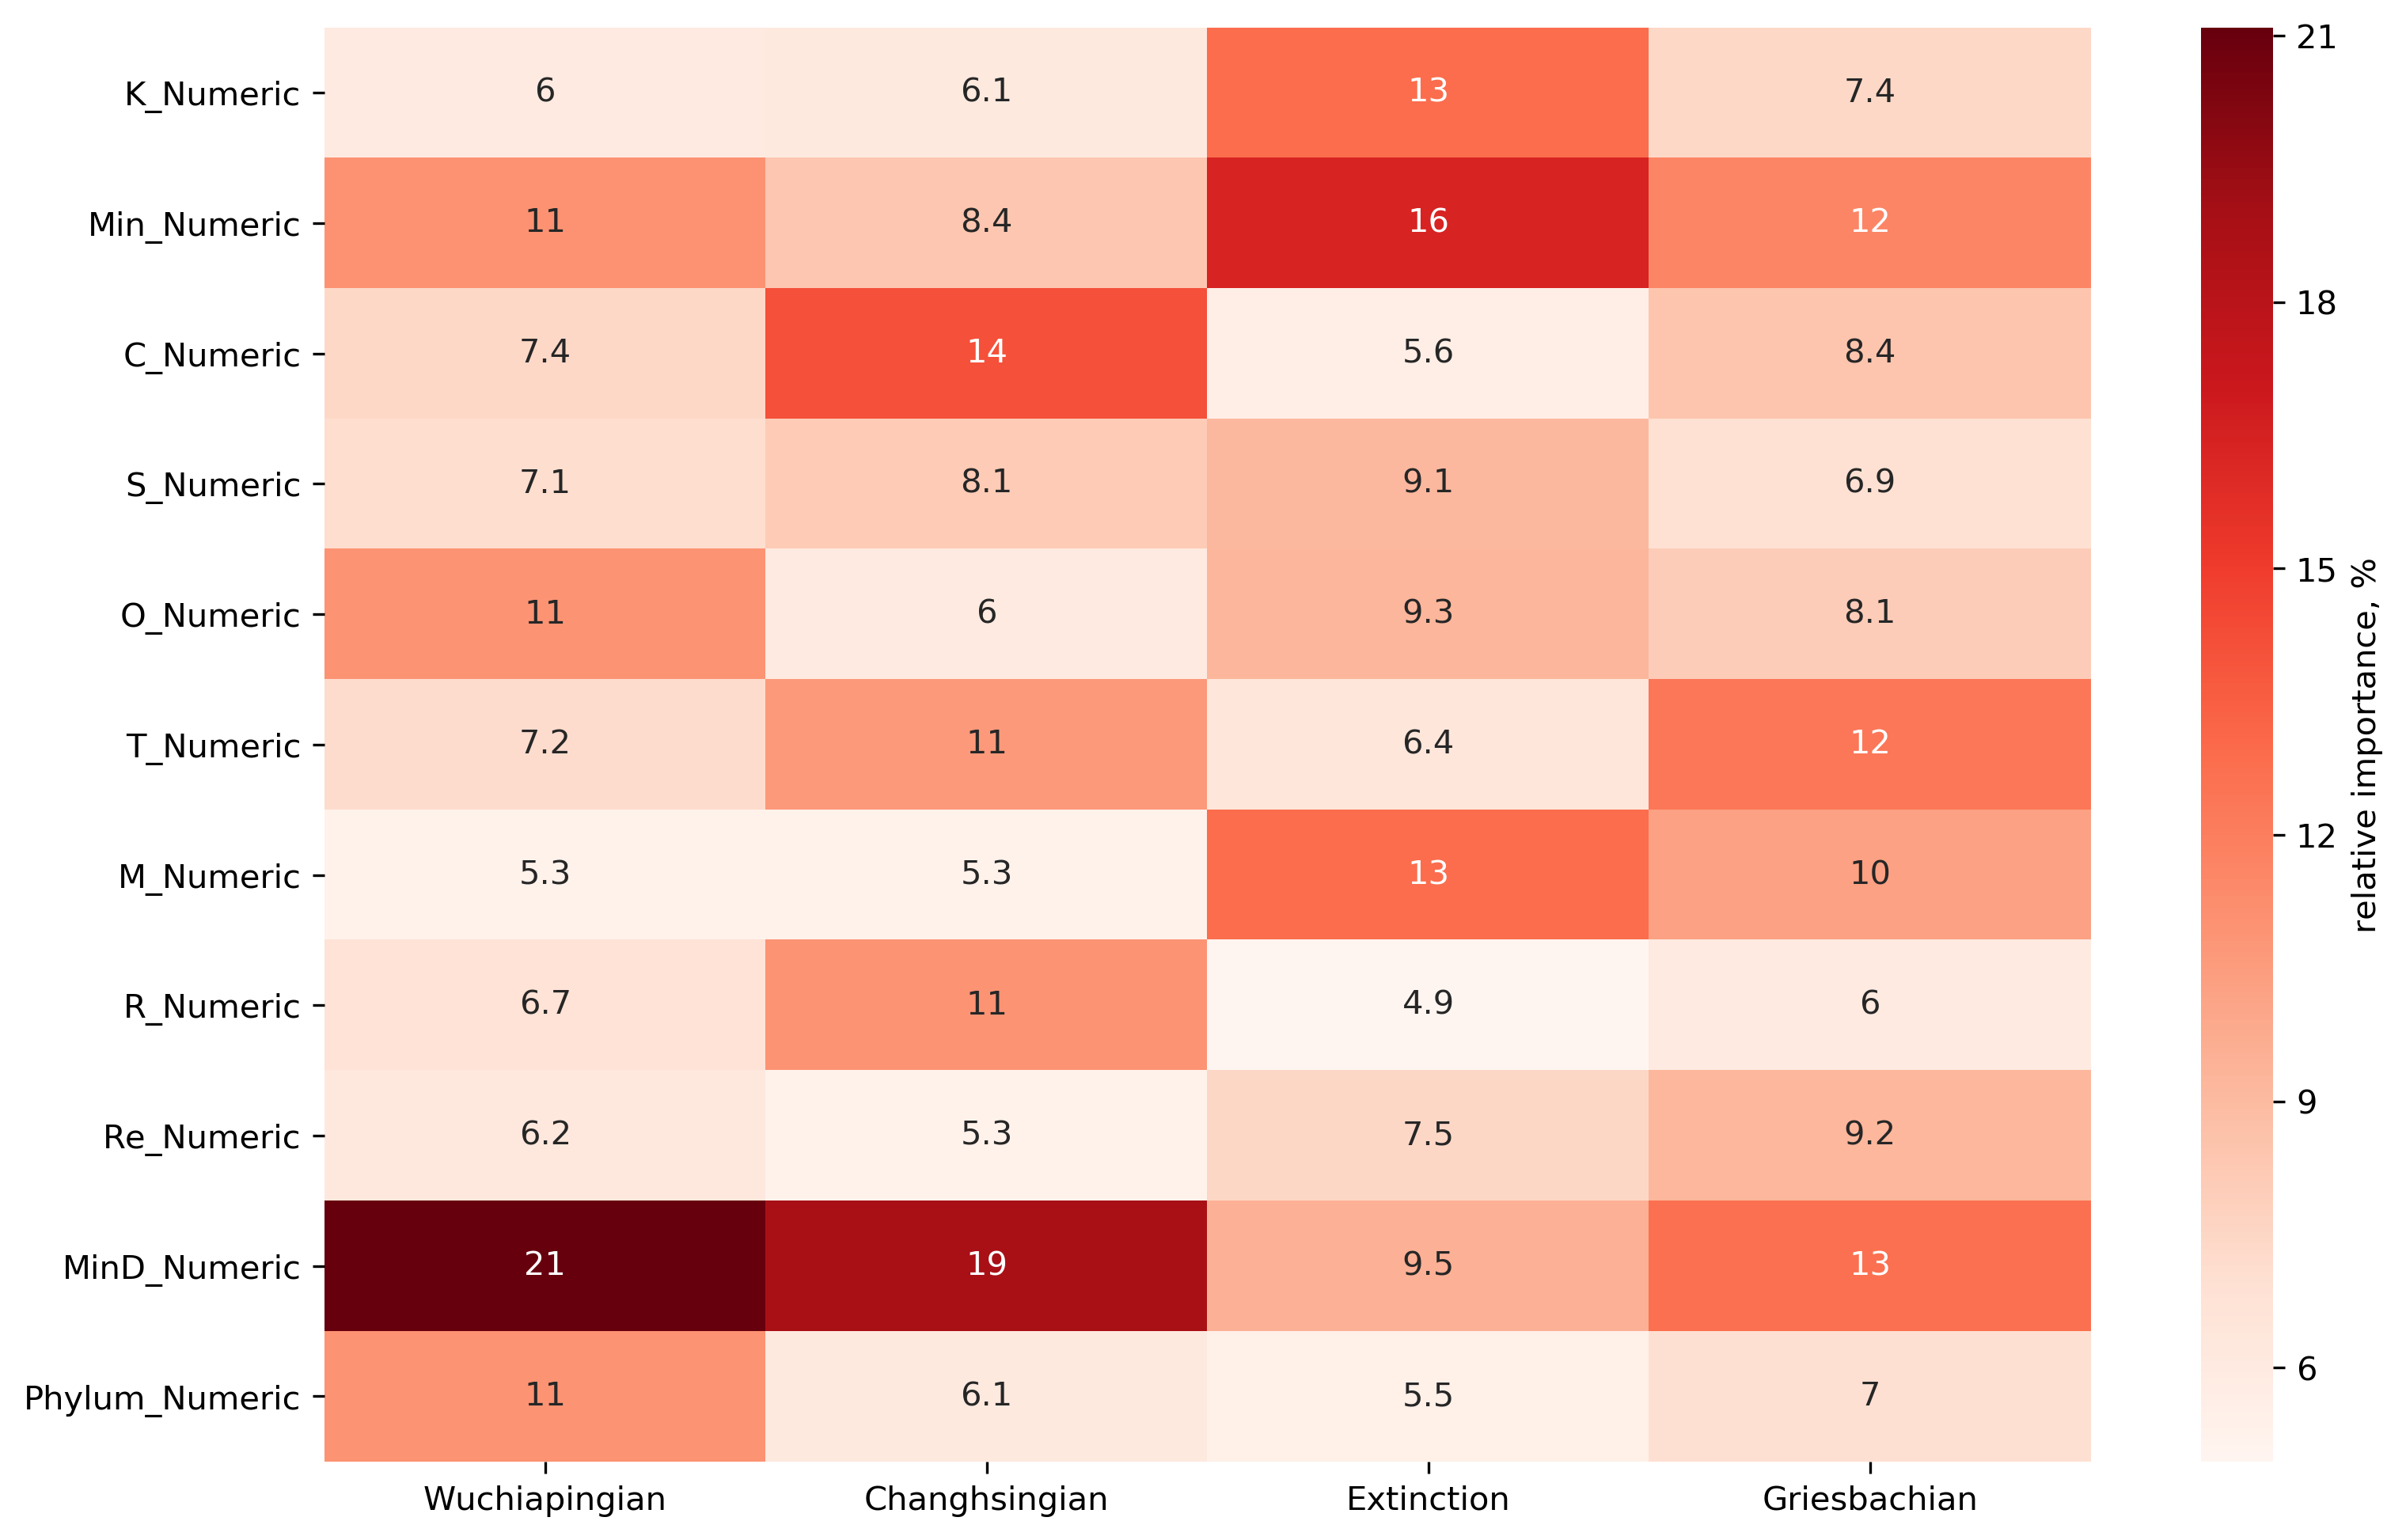 K_Numeric 6 6.1 13 7.4
Min_Numeric 11 8.4 16 12
C_Numeric 7.4 14 5.6 8.4
S_Numeric 7.1 8.1 9.1 6.9
O_Numeric 11 6 9.3 8.1
T_Numeric 7.2 11 6.4 12
M_Numeric 5.3 5.3 13 10
R_Numeric 6.7 11 4.9 6
Re_Numeric 6.2 5.3 7.5 9.2
MinD_Numeric 21 19 9.5 13
Phylum_Numeric 11 6.1 5.5 7
Wuchiapingian Changhsingian Extinction Griesbachian
21
18
15
12
9
6
relative importance, %